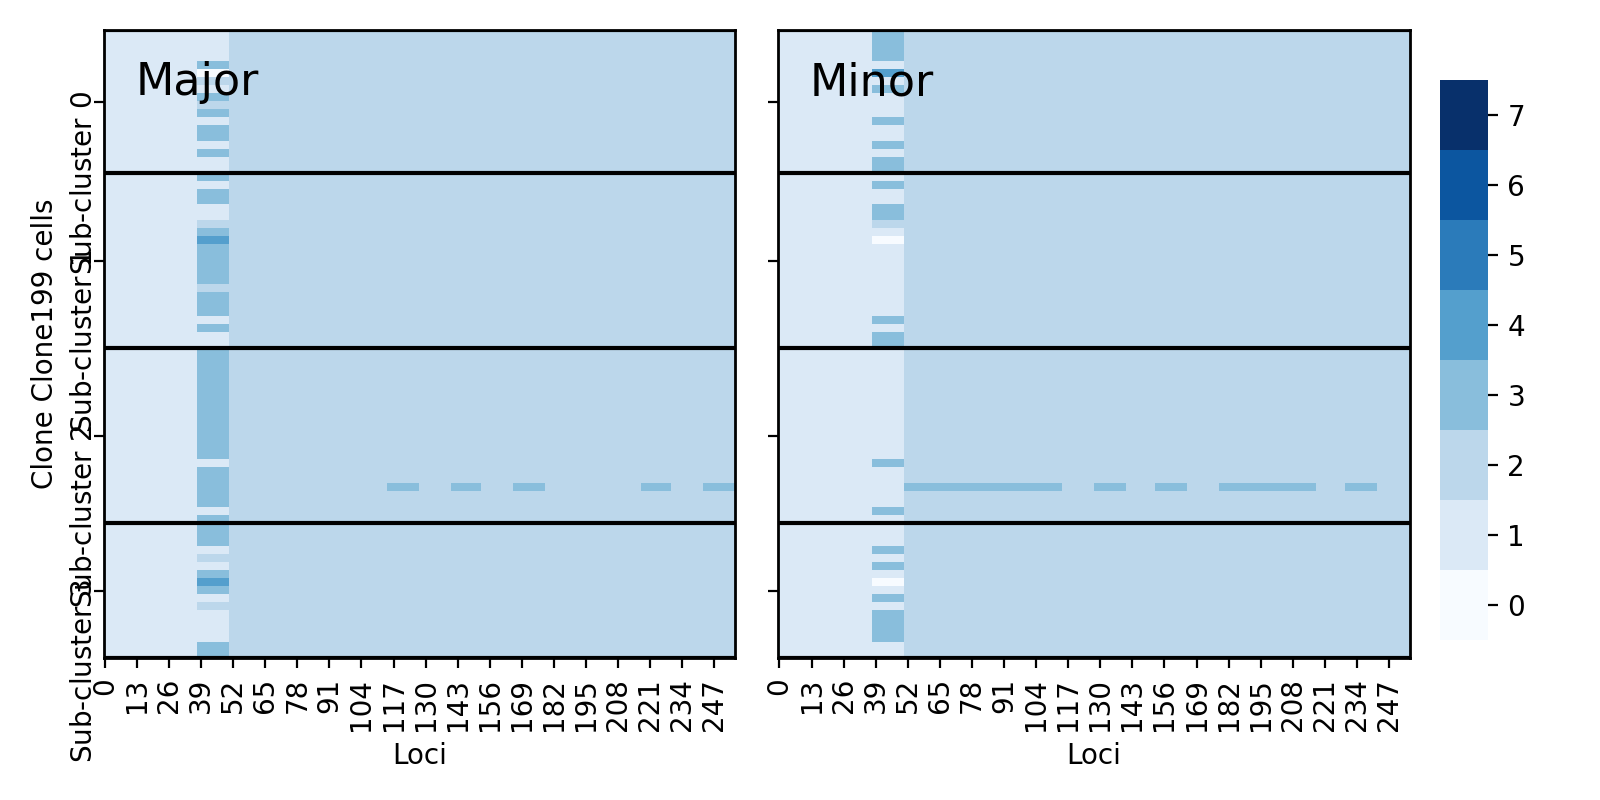 Major
Minor
Clone Clone199 cells
Sub-cluster 0
Sub-cluster 1
Sub-cluster 2
Sub-cluster 3
0 13 26 39 52 65 78 91 104 117 130 143 156 169 182 195 208 221 234 247
Loci
0 13 26 39 52 65 78 91 104 117 130 143 156 169 182 195 208 221 234 247
Loci
7
6
5
4
3
2
1
0